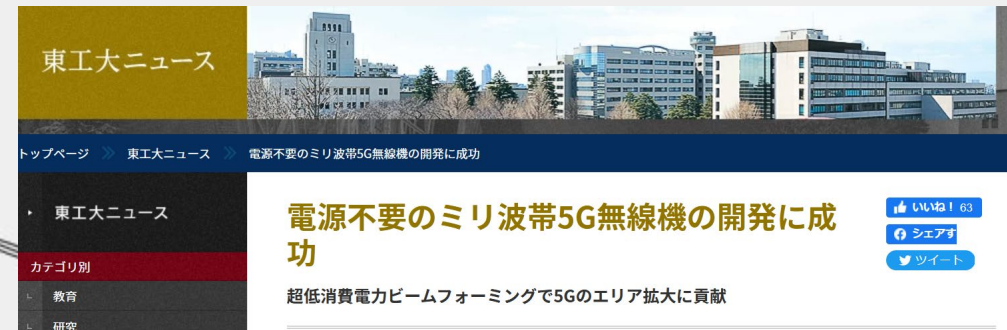 東工大ニュース
トップページ 》 東工大ニュース 》 電源不要のミリ波帯5G無線機の開発に成功
東工大ニュース
カテゴリ別
教育
研究
電源不要のミリ波帯5G無線機の開発に成
功
超低消費電力ビームフォーミングで5Gのエリア拡大に貢献
いいね! 63
シェアす
ツイート